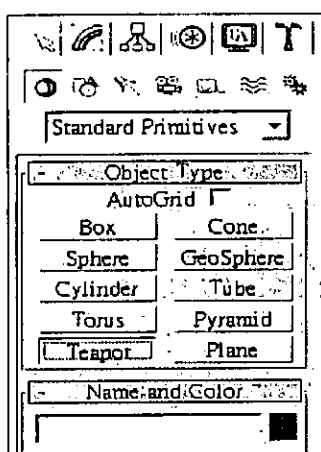 Standard Primitives
- Object Type
AutoGrid
Box Cone
Sphere GeoSphere
Cylinder Tube
Torus Pyramid
Teapot Plane
- Name and Color